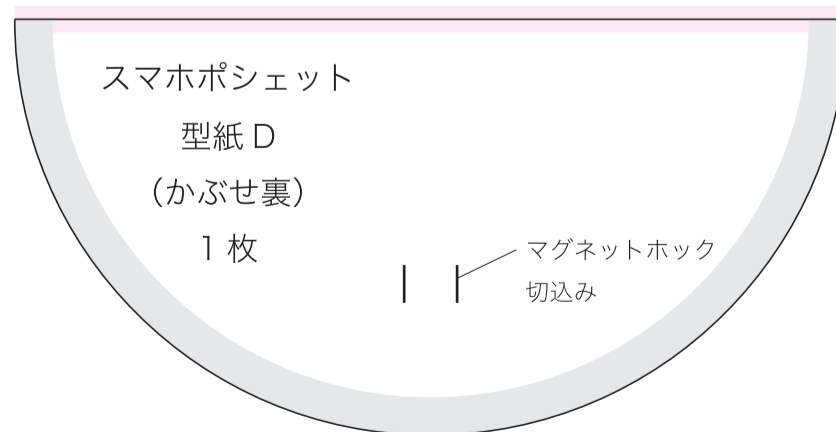 スマホポシェット
型紙 D
（かぶせ裏）
1 枚
マグネットホック
切込み